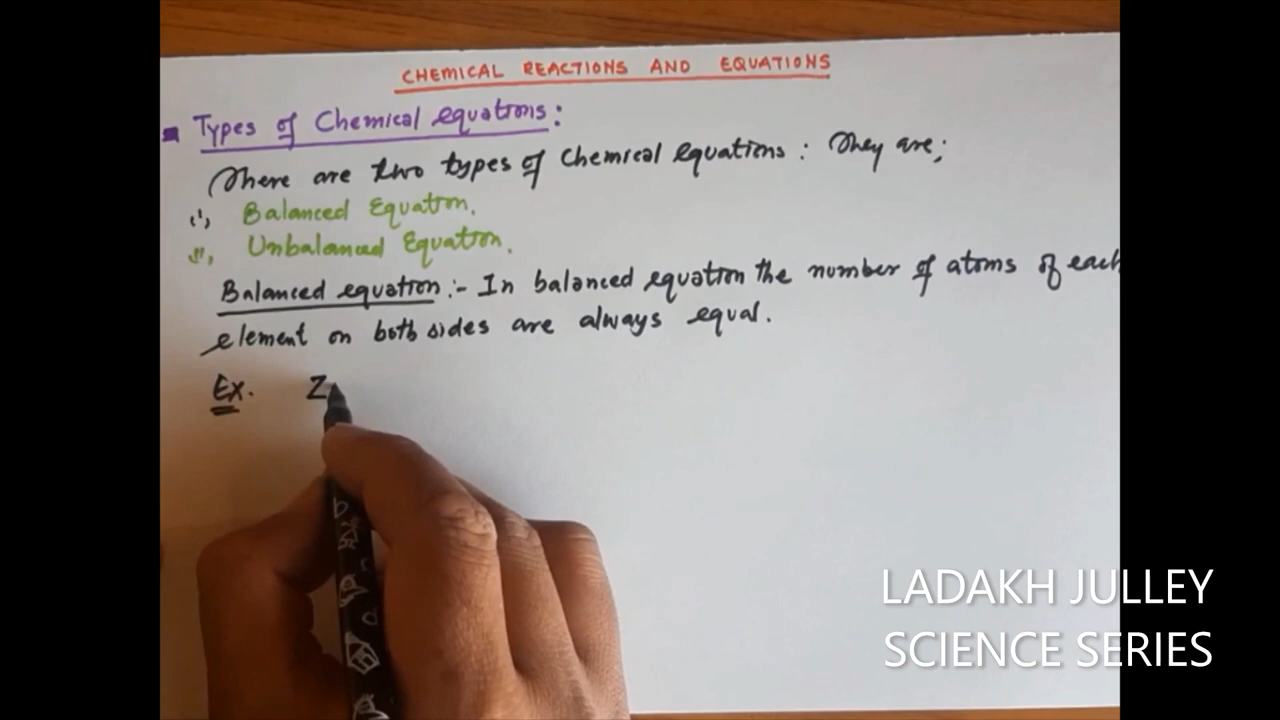 CHEMICAL REACTIONS AND EQUATIONS
Types of Chemical equations:
There are two types of Chemical equations: They are;
(i), Balanced Equation.
ii), Unbalanced Equation.
Balanced equation:- In balanced equation the number of atoms of each
element on both sides are always equal.
Ex. Z
LADAKH JULLEY
SCIENCE SERIES